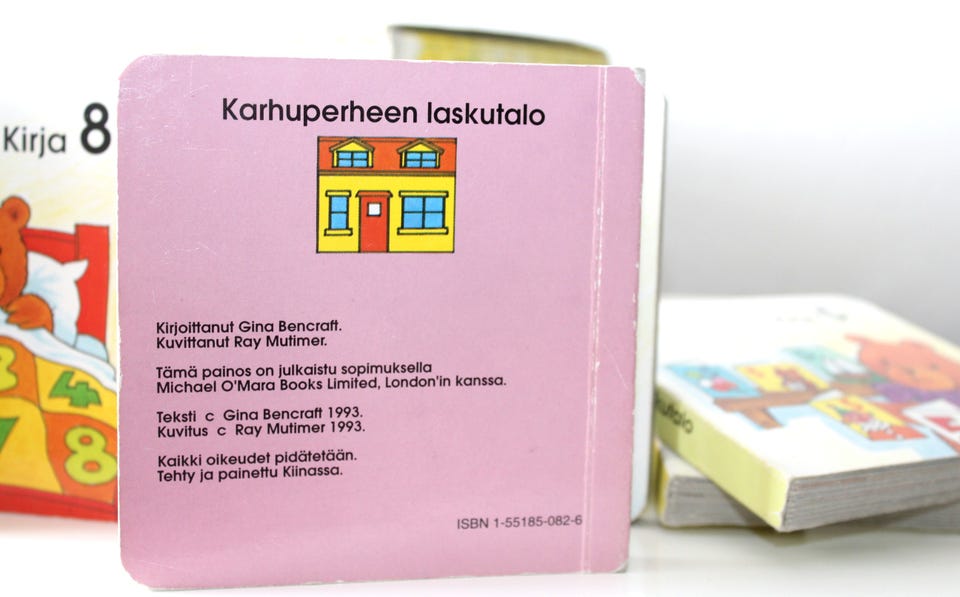 Karhuperheen laskutalo
Kirjoittanut Gina Bencraft.
Kuvittanut Ray Mutimer.
Tämä painos on julkaistu sopimuksella
Michael O'Mara Books Limited, London'in kanssa.
Teksti c Gina Bencraft 1993.
Kuvitus c Ray Mutimer 1993.
Kaikki oikeudet pidätetään.
Tehty ja painettu Kiinassa.
ISBN 1-55185-082-6
Kirja 8
4
8